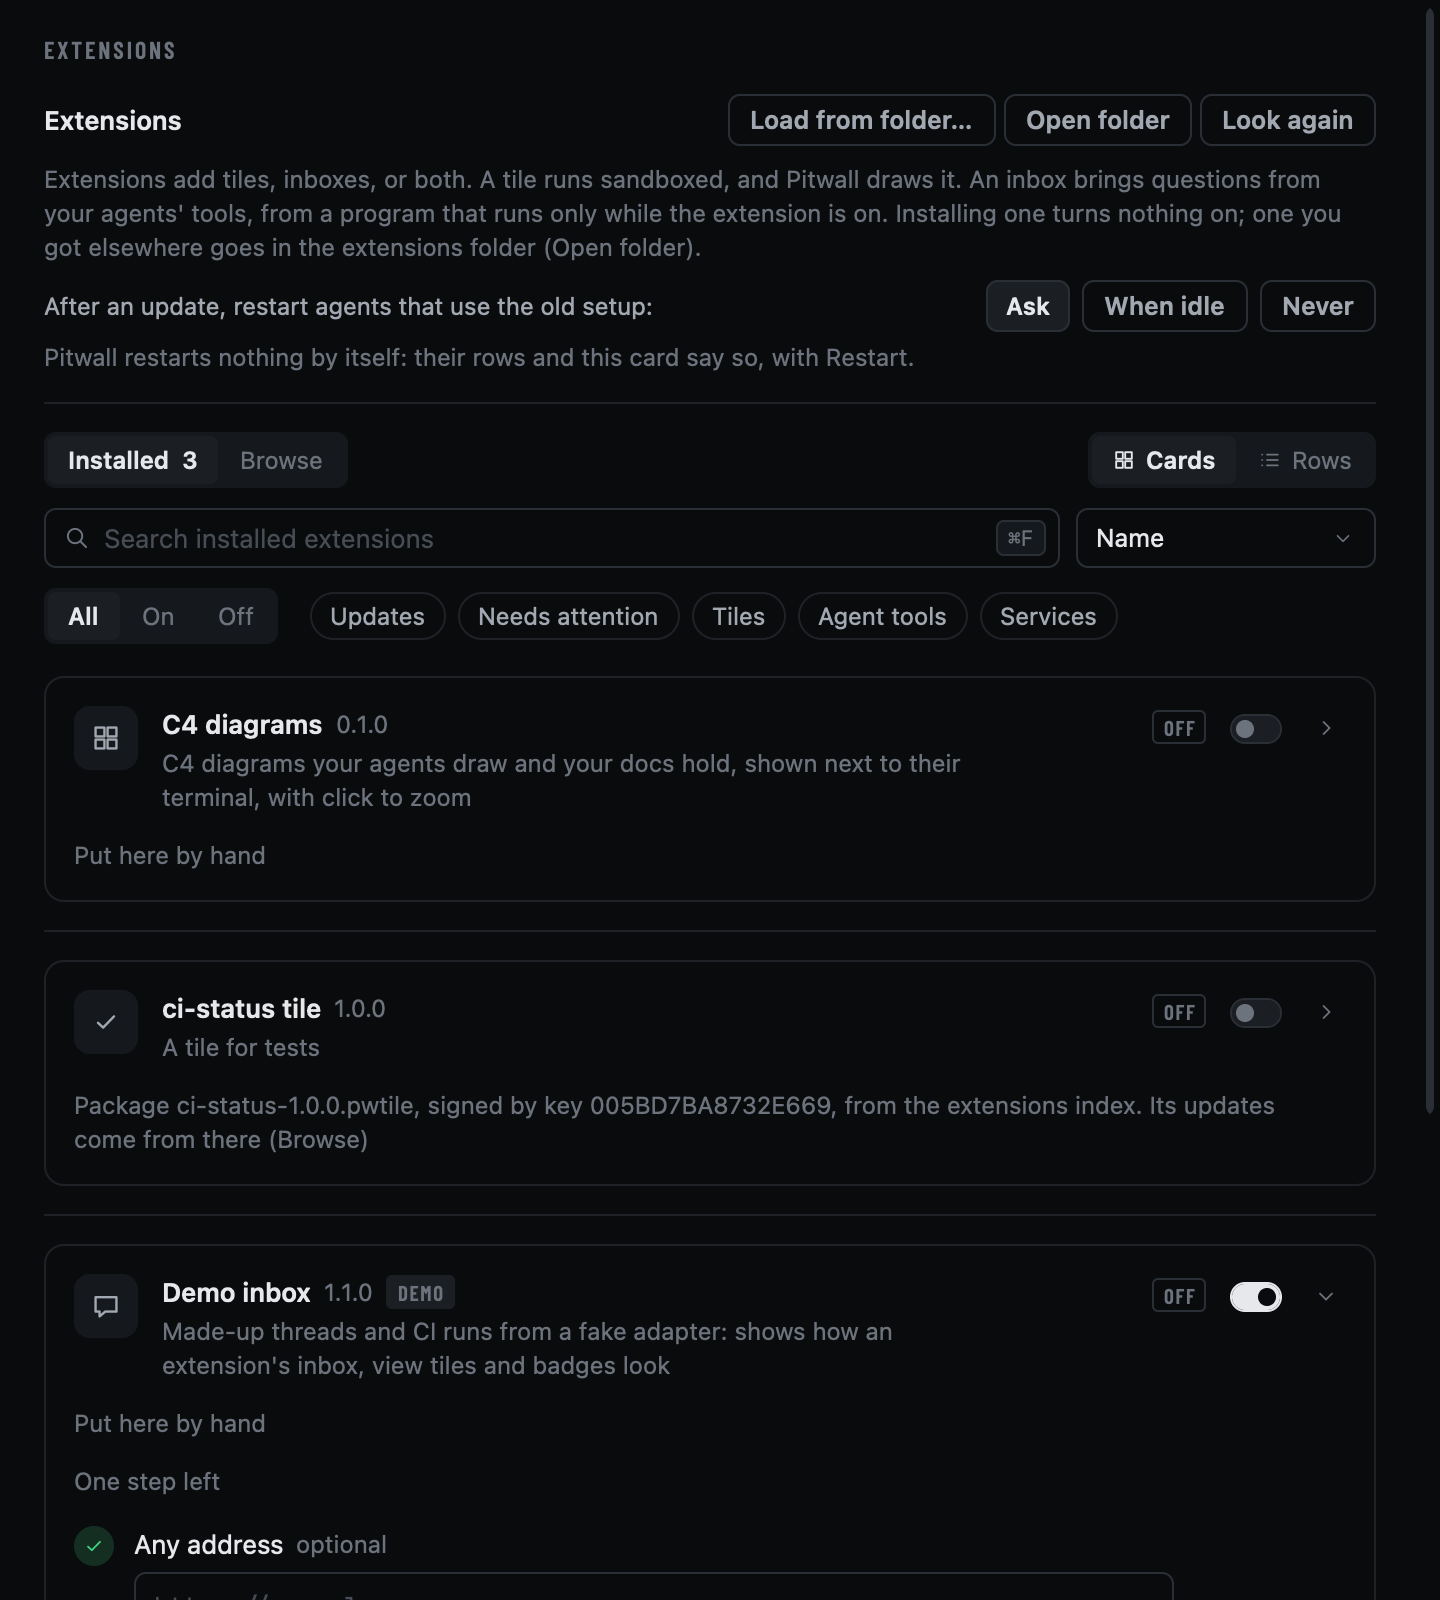 EXTENSIONS
Extensions
Load from folder...
Open folder
Look again
Extensions add tiles, inboxes, or both. A tile runs sandboxed, and Pitwall draws it. An inbox brings questions from
your agents' tools, from a program that runs only while the extension is on. Installing one turns nothing on; one you
got elsewhere goes in the extensions folder (Open folder).
After an update, restart agents that use the old setup:
Ask
When idle
Never
Pitwall restarts nothing by itself: their rows and this card say so, with Restart.
Installed 3
Browse
Cards
Rows
Search installed extensions
⌘F
Name
All
On
Off
Updates
Needs attention
Tiles
Agent tools
Services
C4 diagrams 0.1.0
OFF
C4 diagrams your agents draw and your docs hold, shown next to their
terminal, with click to zoom
Put here by hand
ci-status tile 1.0.0
OFF
A tile for tests
Package ci-status-1.0.0.pwtile, signed by key 005BD7BA8732E669, from the extensions index. Its updates
come from there (Browse)
Demo inbox 1.1.0 DEMO
OFF
Made-up threads and CI runs from a fake adapter: shows how an
extension's inbox, view tiles and badges look
Put here by hand
One step left
Any address optional